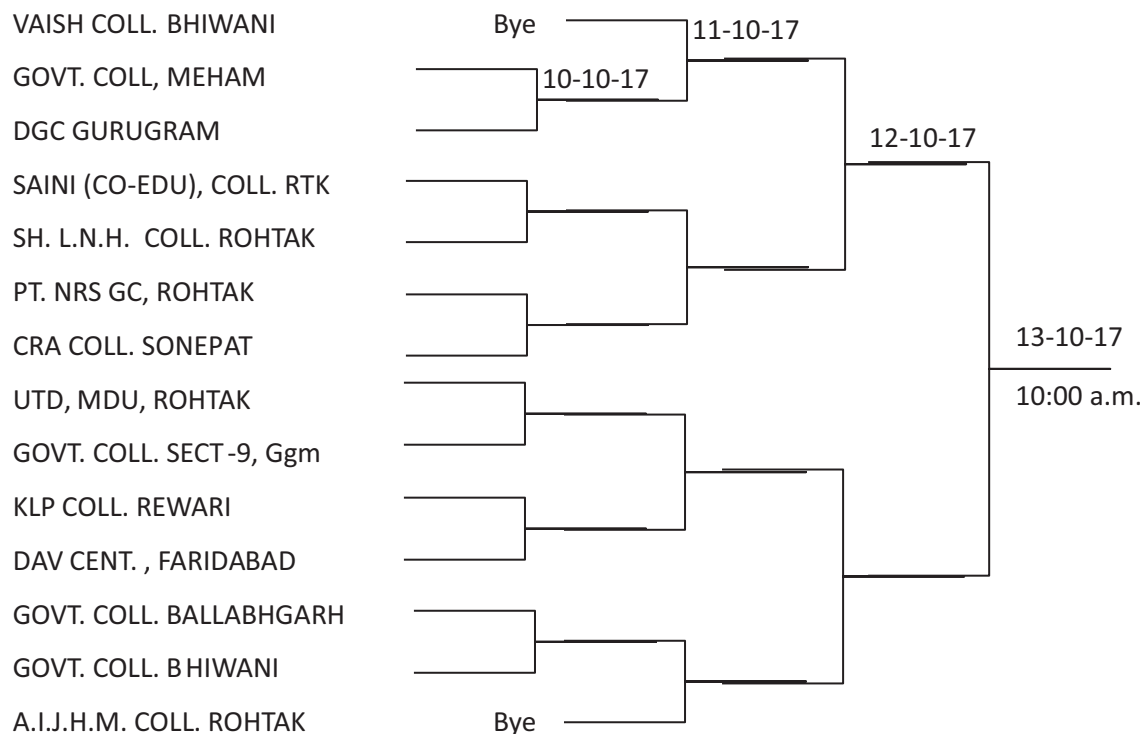 VAISH COLL. BHIWANI Bye
11-10-17
GOVT. COLL, MEHAM
10-10-17
DGC GURUGRAM
12-10-17
SAINI (CO-EDU), COLL. RTK
SH. L.N.H. COLL. ROHTAK
PT. NRS GC, ROHTAK
13-10-17
CRA COLL. SONEPAT
UTD, MDU, ROHTAK
10:00 a.m.
GOVT. COLL. SECT-9, Ggm
KLP COLL. REWARI
DAV CENT. , FARIDABAD
GOVT. COLL. BALLABHGARH
GOVT. COLL. BHIWANI
A.I.J.H.M. COLL. ROHTAK Bye